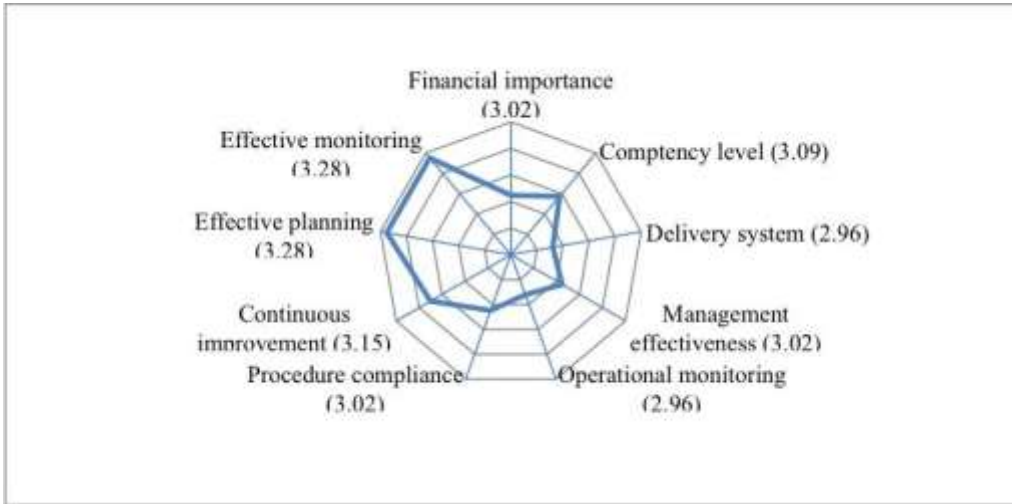 Financial importance
(3.02)
Comptency level (3.09)
Delivery system (2.96)
Management
effectiveness (3.02)
Operational monitoring
(2.96)
Procedure compliance
(3.02)
Continuous
improvement (3.15)
Effective planning
(3.28)
Effective monitoring
(3.28)